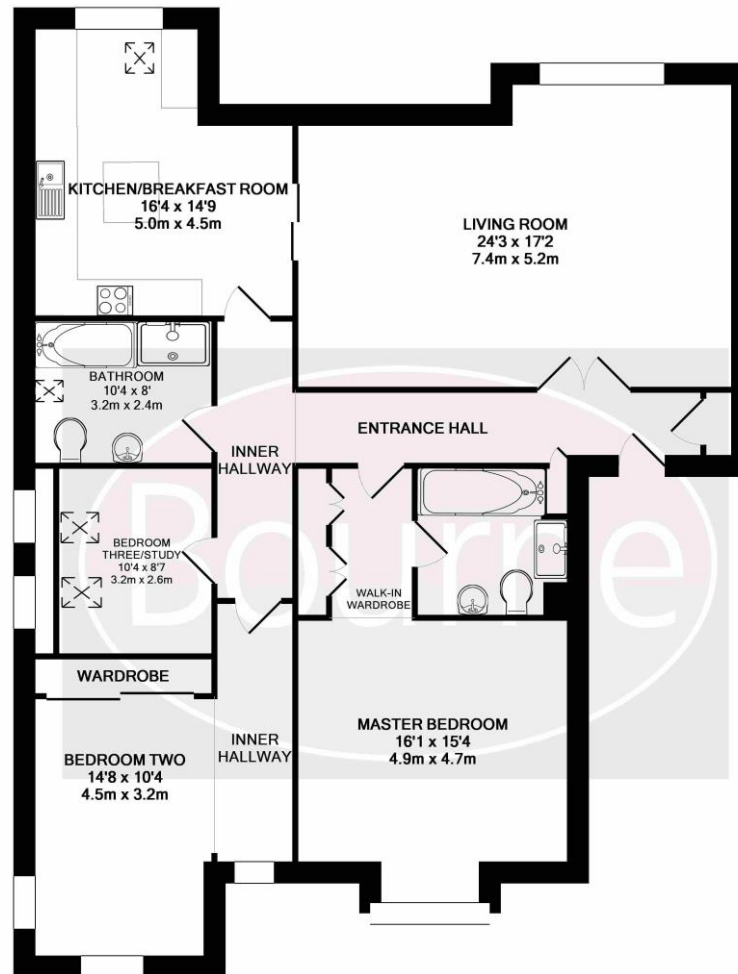 KITCHEN/BREAKFAST ROOM
16'4 x 14'9
5.0m x 4.5m
LIVING ROOM
24'3 x 17'2
7.4m x 5.2m
BATHROOM
10'4 x 8'
3.2m x 2.4m
ENTRANCE HALL
INNER
HALLWAY
BEDROOM
THREE/STUDY
10'4 x 8'7
3.2m x 2.6m
WALK-IN
WARDROBE
Bourne
WARDROBE
BEDROOM TWO
14'8 x 10'4
4.5m x 3.2m
INNER
HALLWAY
MASTER BEDROOM
16'1 x 15'4
4.9m x 4.7m